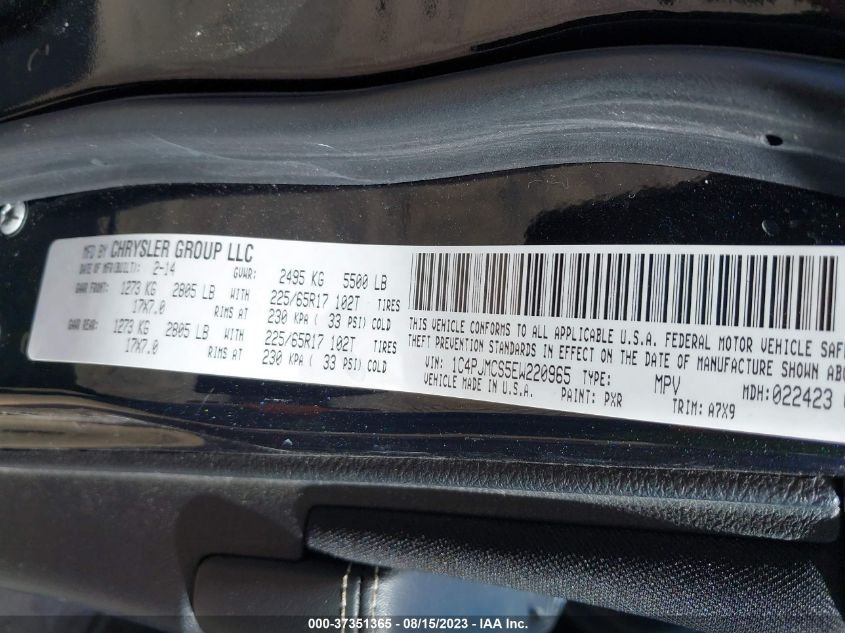 MFD BY CHRYSLER GROUP LLC
DATE OF MFR(BUILT): 2-14 GVWR: 2495 KG 5500 LB
GAWR FRONT: 1273 KG 2805 LB WITH 225/65R17 102T TIRES
17X7.0 RIMS AT 230 KPA ( 33 PSI) COLD
GAWR REAR: 1273 KG 2805 LB WITH 225/65R17 102T TIRES
17X7.0 RIMS AT 230 KPA ( 33 PSI) COLD
THIS VEHICLE CONFORMS TO ALL APPLICABLE U.S.A. FEDERAL MOTOR VEHICLE SAF
THEFT PREVENTION STANDARDS IN EFFECT ON THE DATE OF MANUFACTURE SHOWN ABO
VIN: 1C4PJMCS5EW220965 TYPE: MPV MDH:022423
VEHICLE MADE IN U.S.A. PAINT: PXR TRIM: A7X9
000-37351365 - 08/15/2023 - IAA Inc.